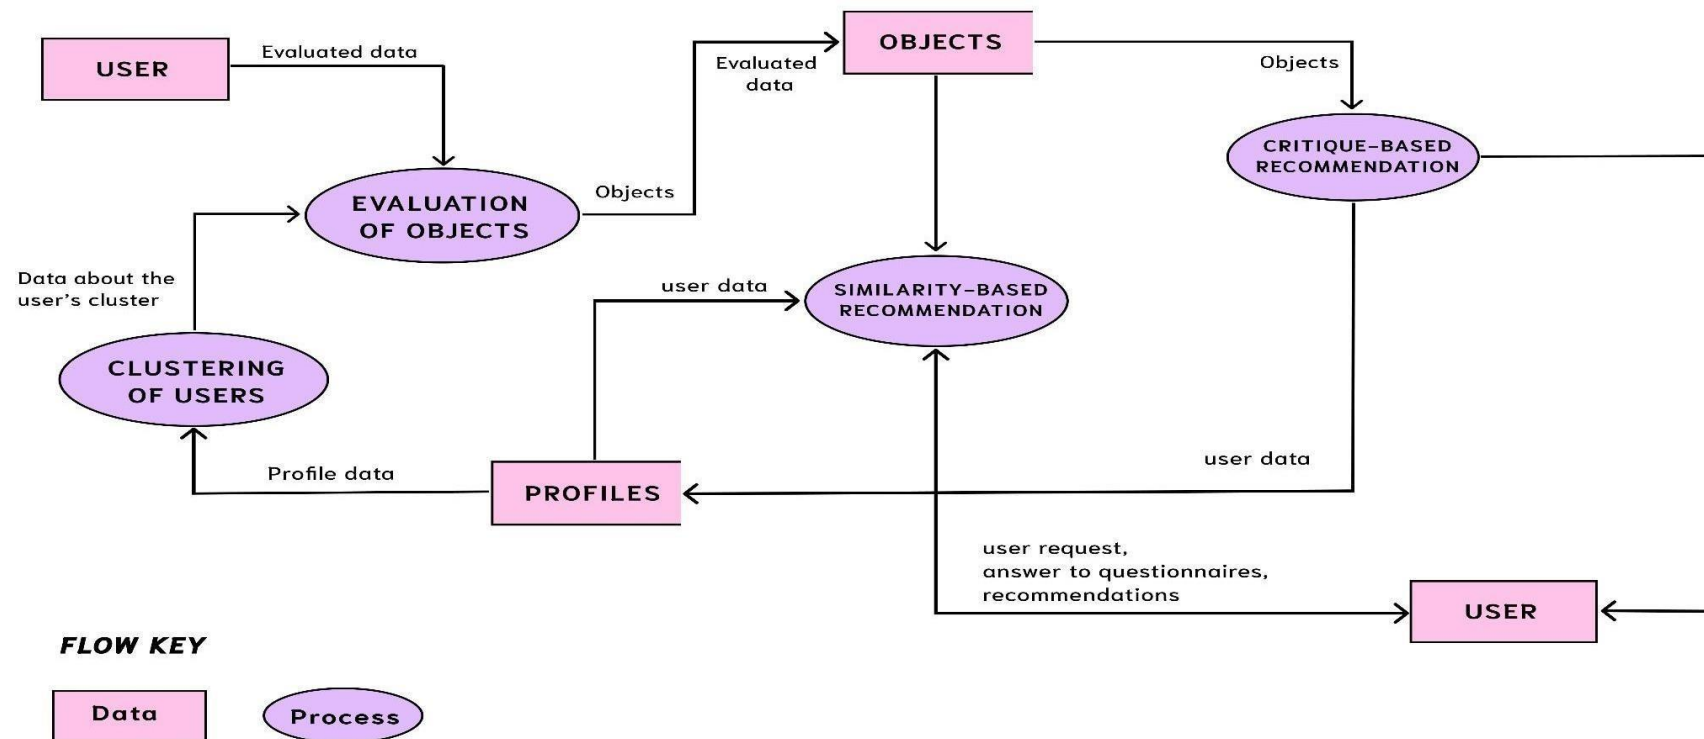 USER
Evaluated data
Evaluated
data
OBJECTS
Objects
CRITIQUE-BASED
RECOMMENDATION
EVALUATION
OF OBJECTS
Objects
Data about the
user's cluster
user data
SIMILARITY-BASED
RECOMMENDATION
CLUSTERING
OF USERS
Profile data
PROFILES
user data
user request,
answer to questionnaires,
recommendations
USER
FLOW KEY
Data
Process